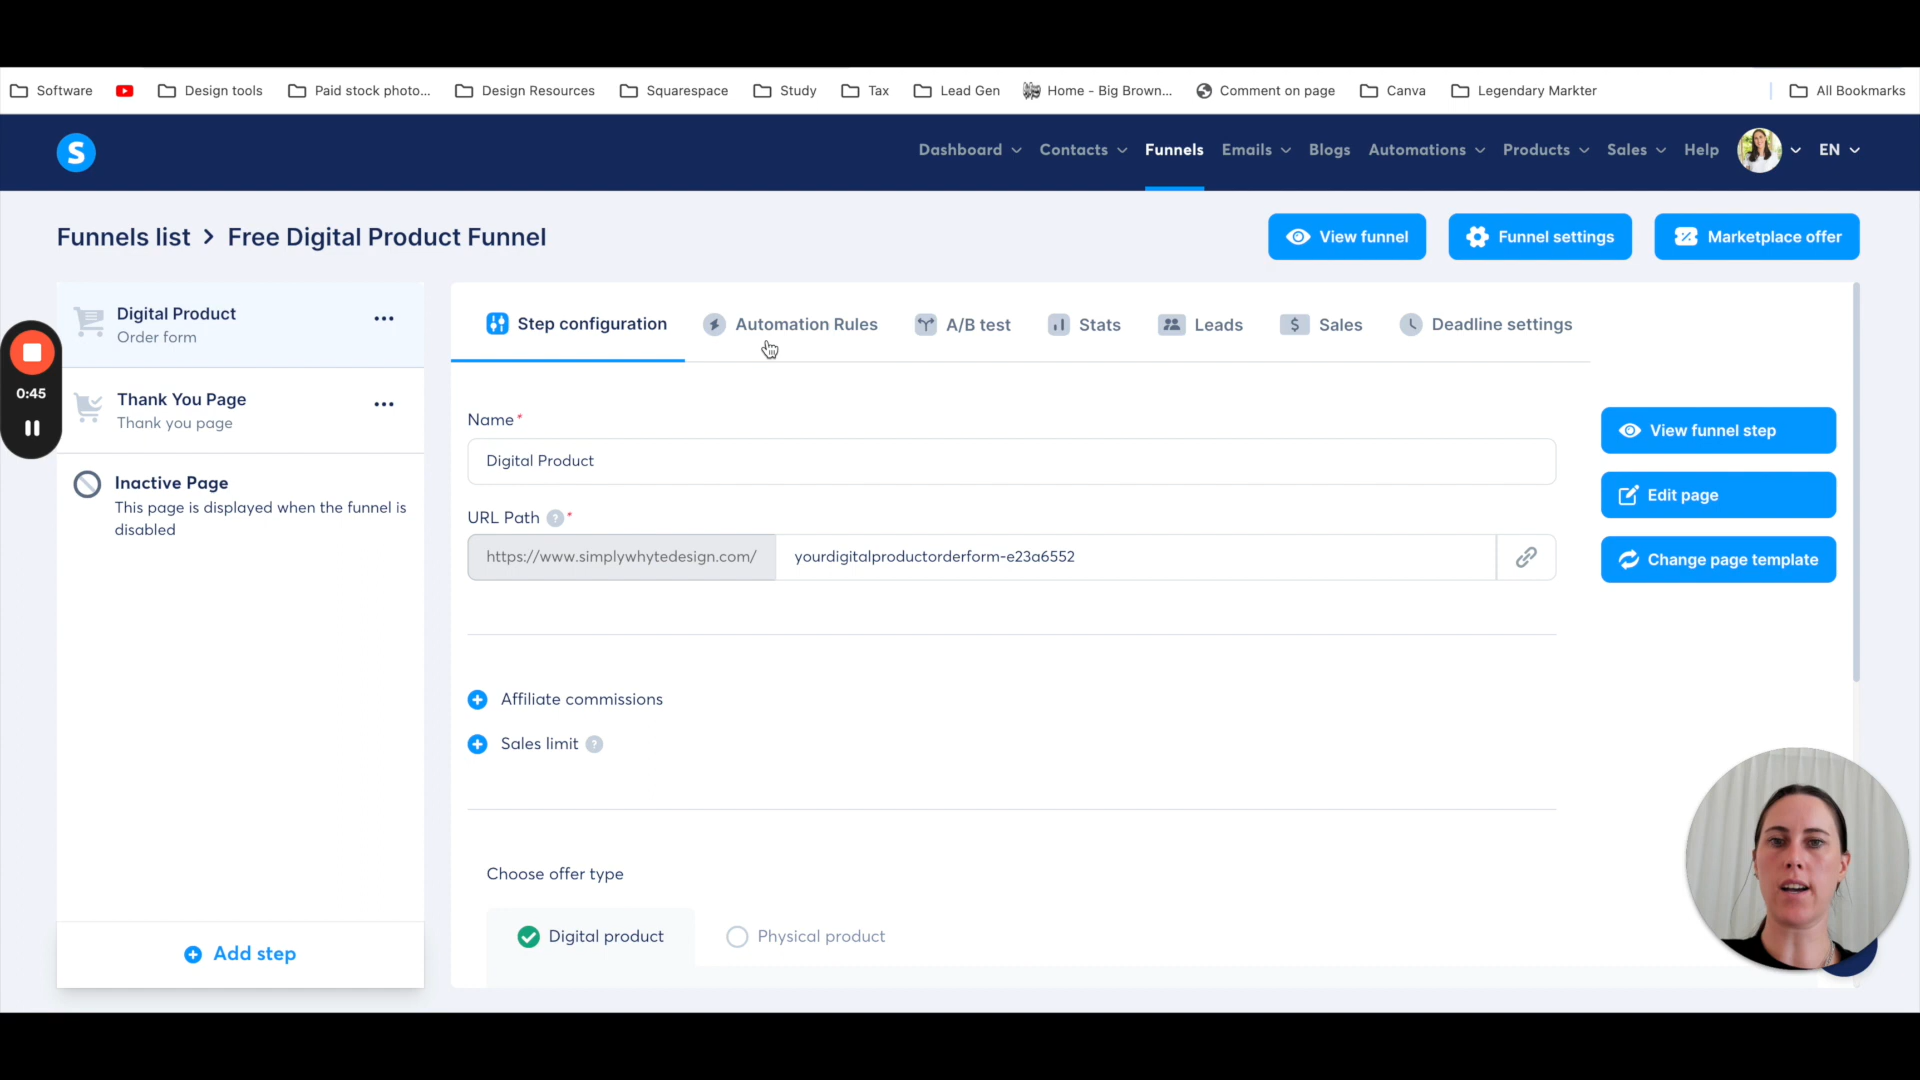 Software Design tools Paid stock photo... Design Resources Squarespace Study Tax Lead Gen Home - Big Brown... Comment on page Canva Legendary Markter All Bookmarks
S Dashboard Contacts Funnels Emails Blogs Automations Products Sales Help EN
Funnels list > Free Digital Product Funnel
View funnel Funnel settings Marketplace offer
Digital Product
Order form
Thank You Page
Thank you page
Inactive Page
This page is displayed when the funnel is
disabled
Add step
0:45
Step configuration Automation Rules A/B test Stats Leads Sales Deadline settings
Name*
Digital Product
URL Path ? *
https://www.simplywhytedesign.com/ yourdigitalproductorderform-e23a6552
Affiliate commissions
Sales limit ?
Choose offer type
Digital product Physical product
View funnel step
Edit page
Change page template